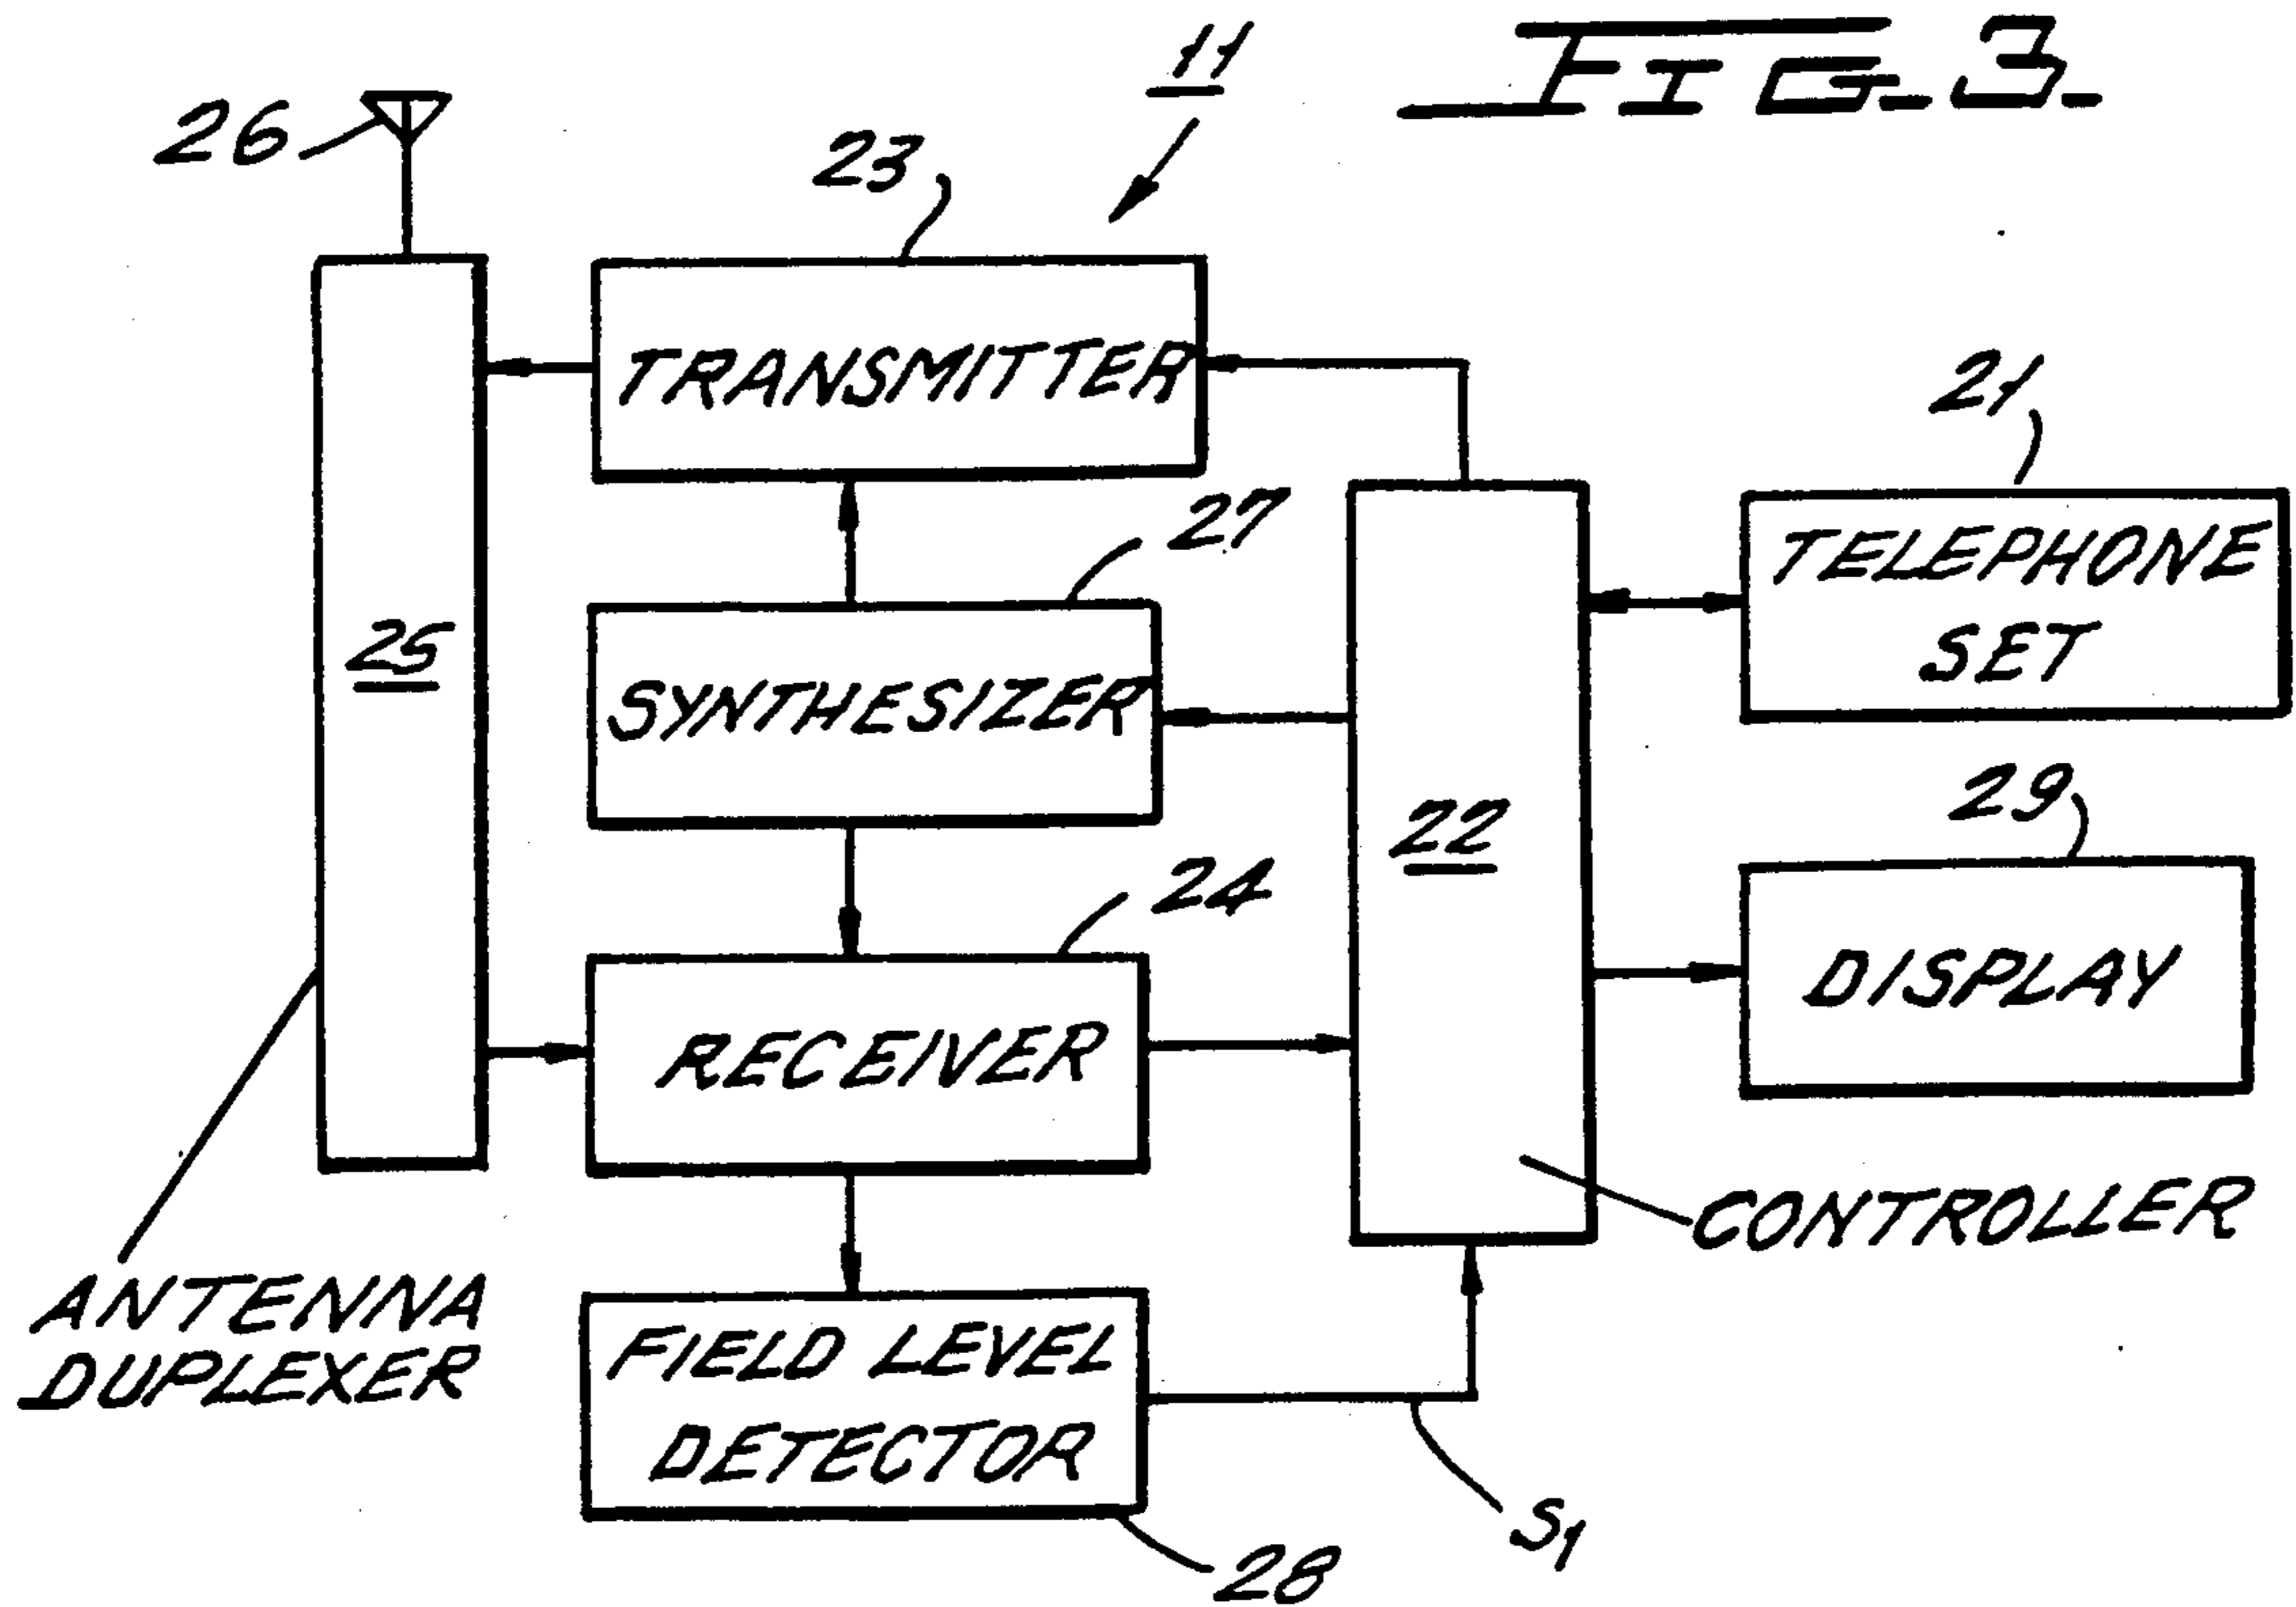 FIG. 3.
11
26
23
TRANSMITTER
21
TELEPHONE
SET
27
25
SYNTHESIZER
22
29
DISPLAY
24
RECEIVER
CONTROLLER
ANTENNA
DUPLEXER
FIELD LEVEL
DETECTOR
S1
28